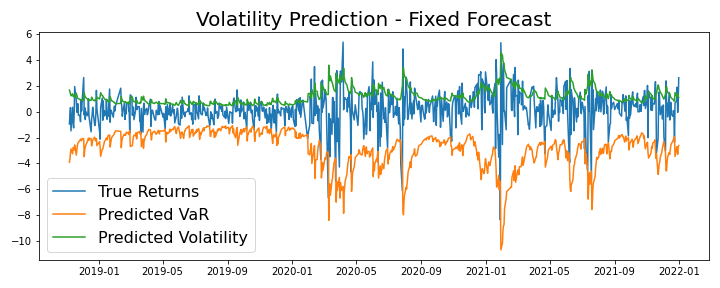 Volatility Prediction - Fixed Forecast
6
4
2
0
−2
−4
−6
−8
−10
True Returns
Predicted VaR
Predicted Volatility
2019-01 2019-05 2019-09 2020-01 2020-05 2020-09 2021-01 2021-05 2021-09 2022-01